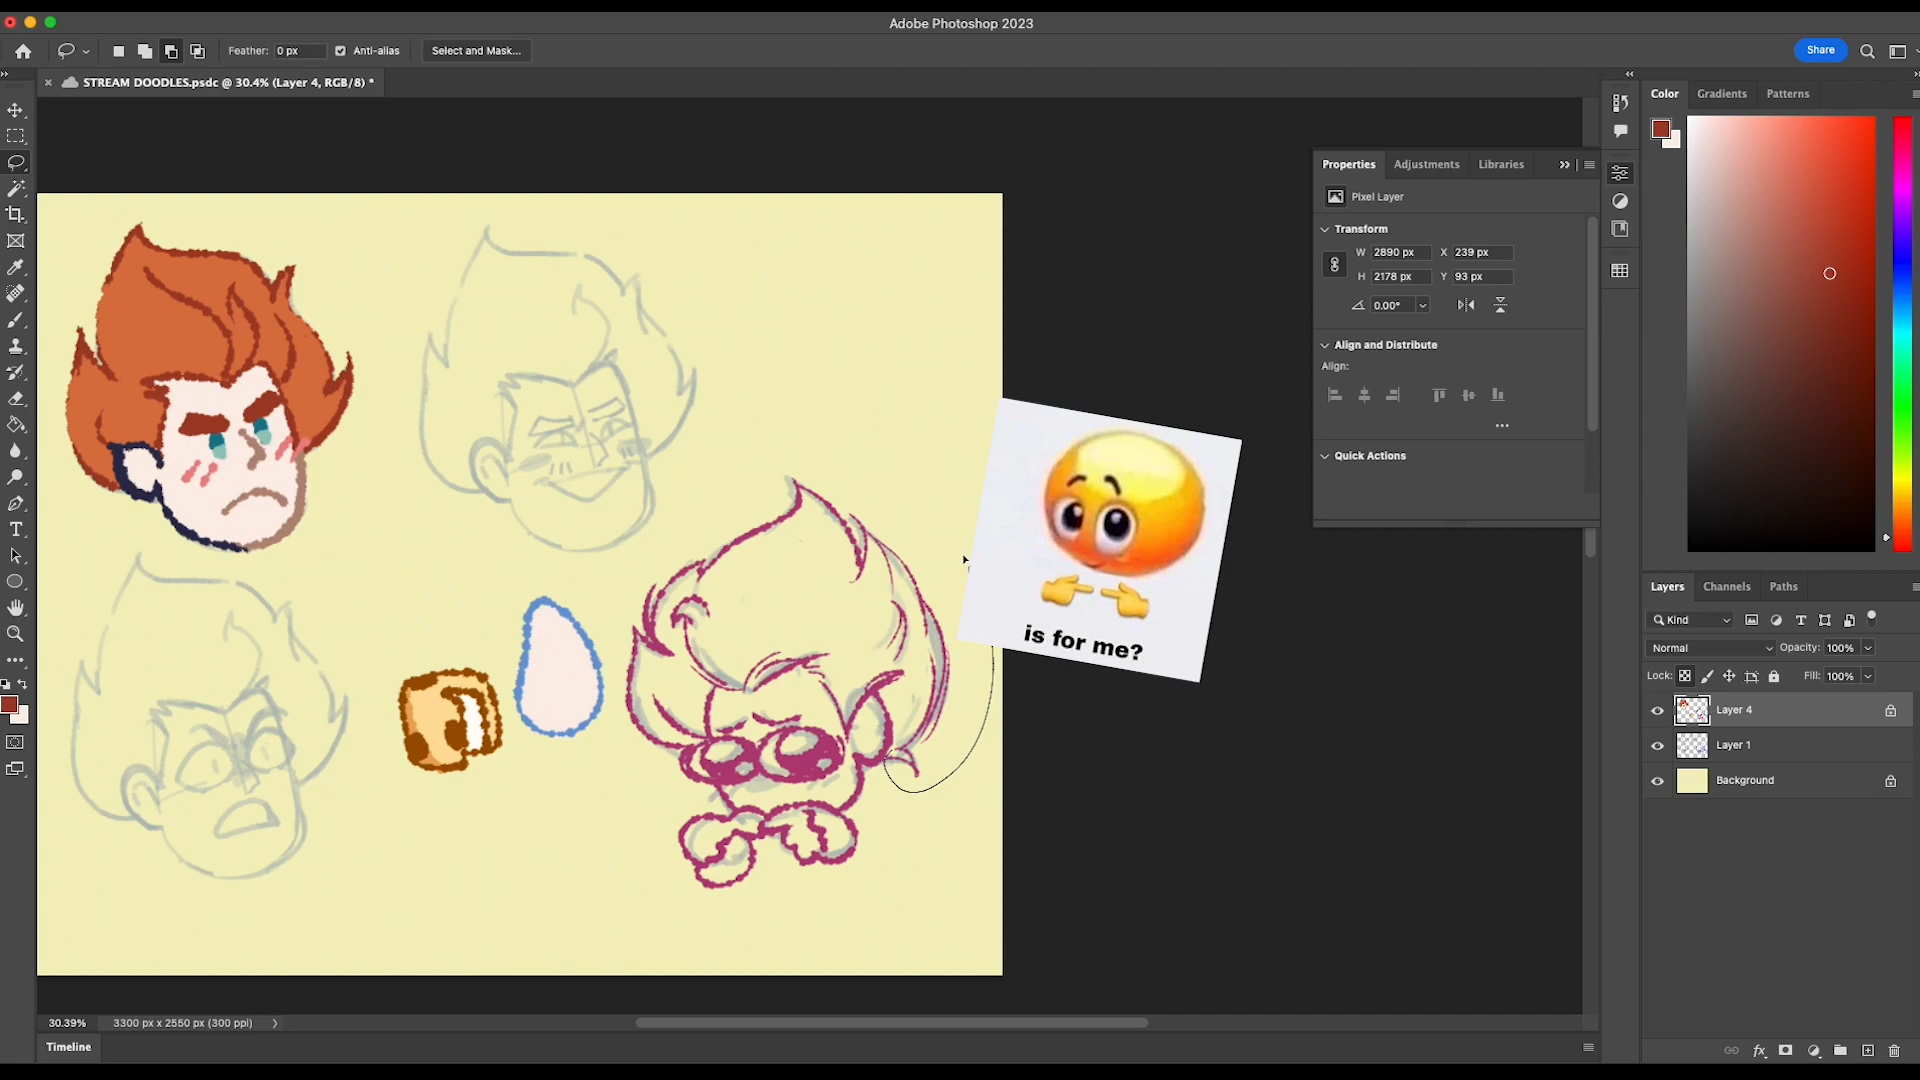 Adobe Photoshop 2023
Feather: 0 px Anti-alias Select and Mask... Share
STREAM DOODLES.psdc @ 30.4% (Layer 4, RGB/8) *
Color Gradients Patterns
Properties Adjustments Libraries
Pixel Layer
Transform
W 2890 px X 239 px
H 2178 px Y 93 px
0.00°
Align and Distribute
Align:
Quick Actions
is for me?
Layers Channels Paths
Kind
Normal Opacity: 100%
Lock: Fill: 100%
Layer 4
Layer 1
Background
30.39% 3300 px x 2550 px (300 ppi)
Timeline